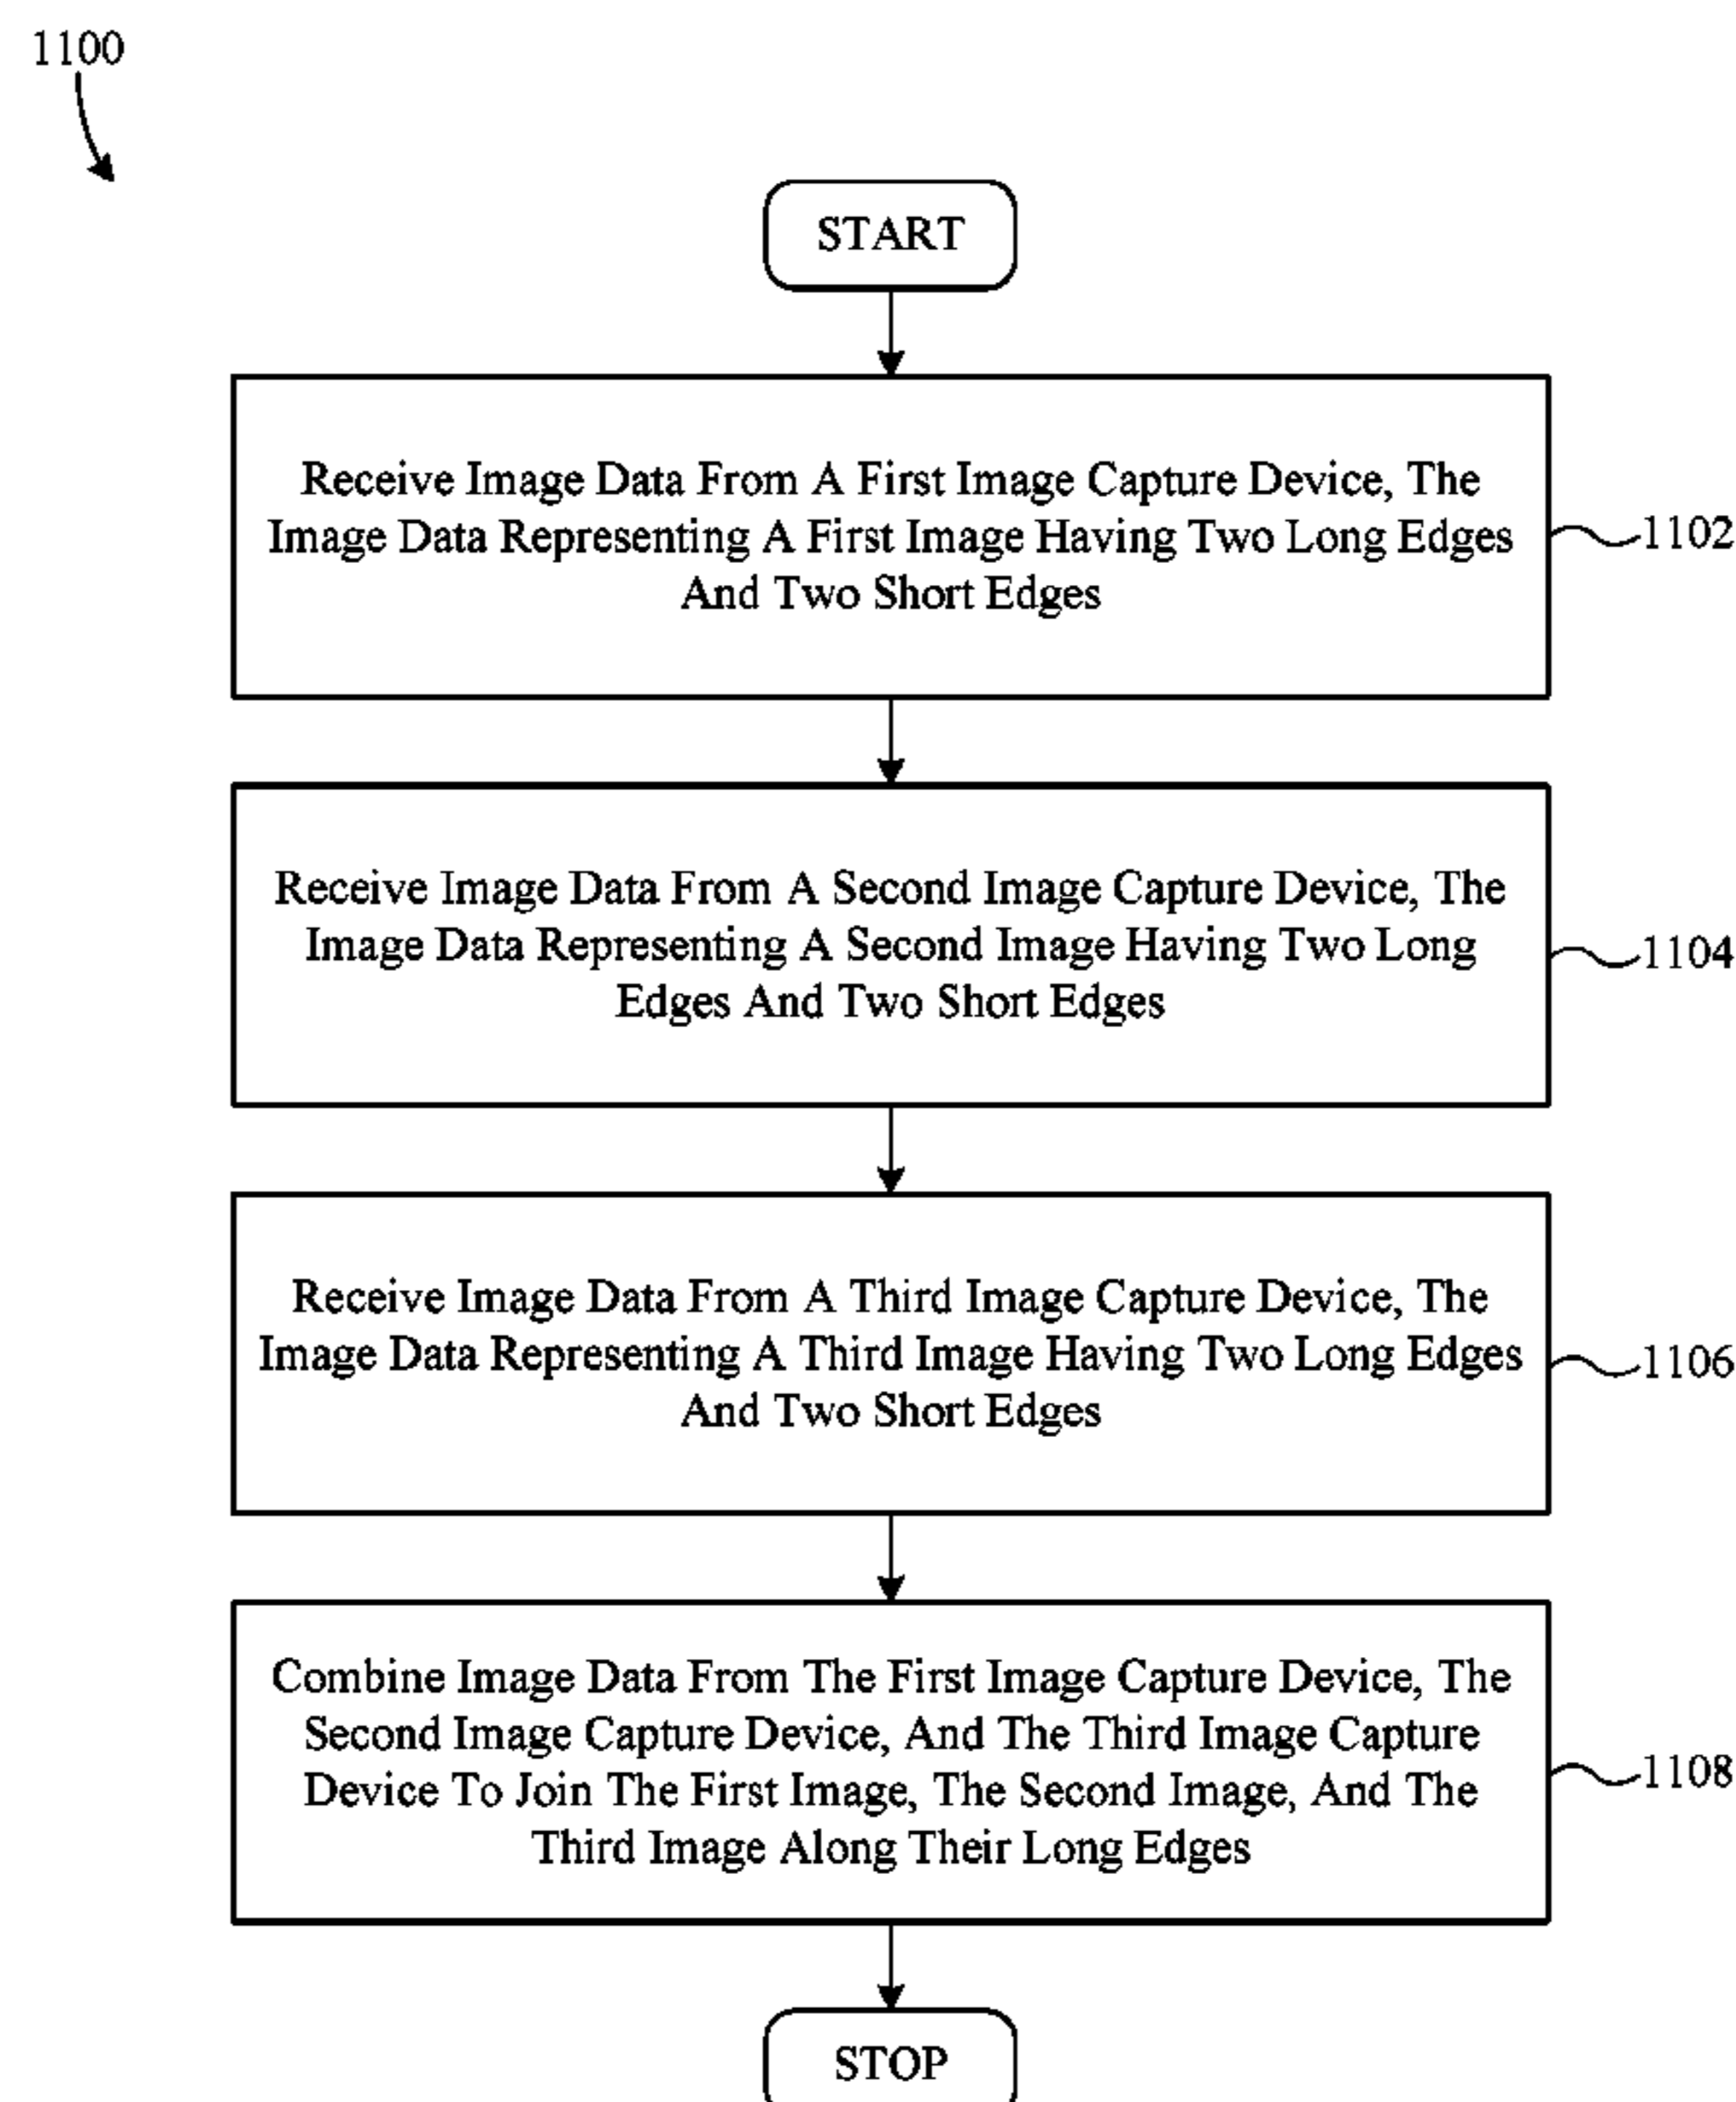 1100
START
Receive Image Data From A First Image Capture Device, The
Image Data Representing A First Image Having Two Long Edges
And Two Short Edges
1102
Receive Image Data From A Second Image Capture Device, The
Image Data Representing A Second Image Having Two Long
Edges And Two Short Edges
1104
Receive Image Data From A Third Image Capture Device, The
Image Data Representing A Third Image Having Two Long Edges
And Two Short Edges
1106
Combine Image Data From The First Image Capture Device, The
Second Image Capture Device, And The Third Image Capture
Device To Join The First Image, The Second Image, And The
Third Image Along Their Long Edges
1108
STOP